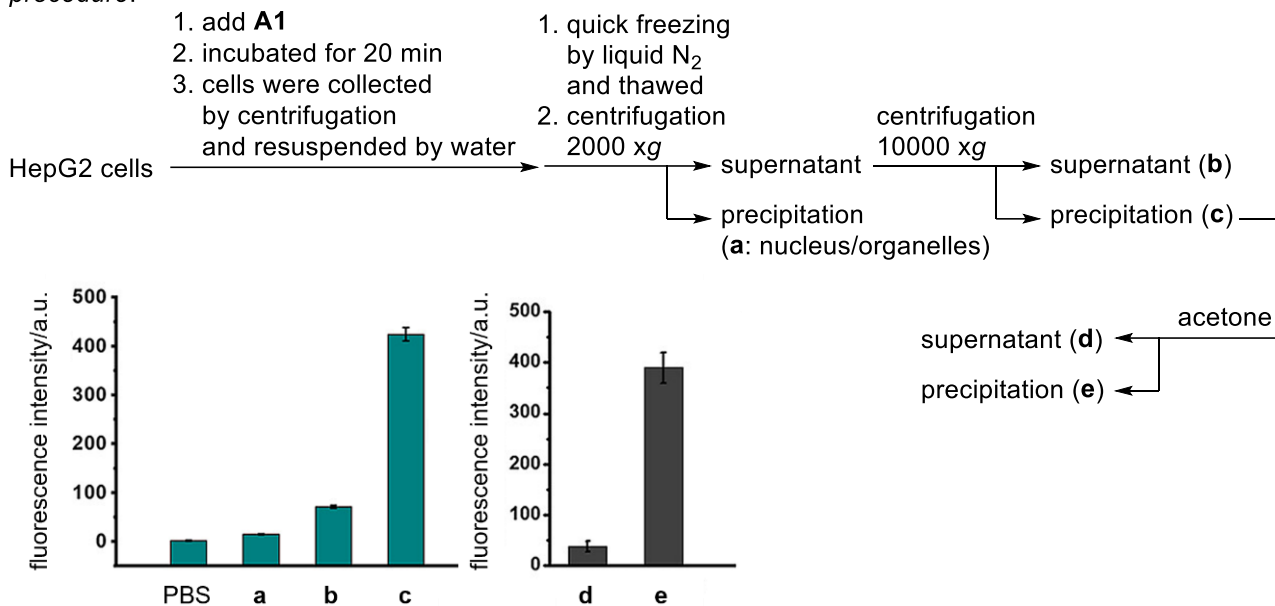 procedure:
1. add A1
2. incubated for 20 min
3. cells were collected
by centrifugation
and resuspended by water
HepG2 cells
1. quick freezing
by liquid N₂
and thawed
2. centrifugation
2000 xg
supernatant
precipitation
(a: nucleus/organelles)
centrifugation
10000 xg
supernatant (b)
precipitation (c)
fluorescence intensity/a.u.
500
400
300
200
100
0
PBS a b c
fluorescence intensity/a.u.
500
400
300
200
100
0
d e
acetone
supernatant (d)
precipitation (e)